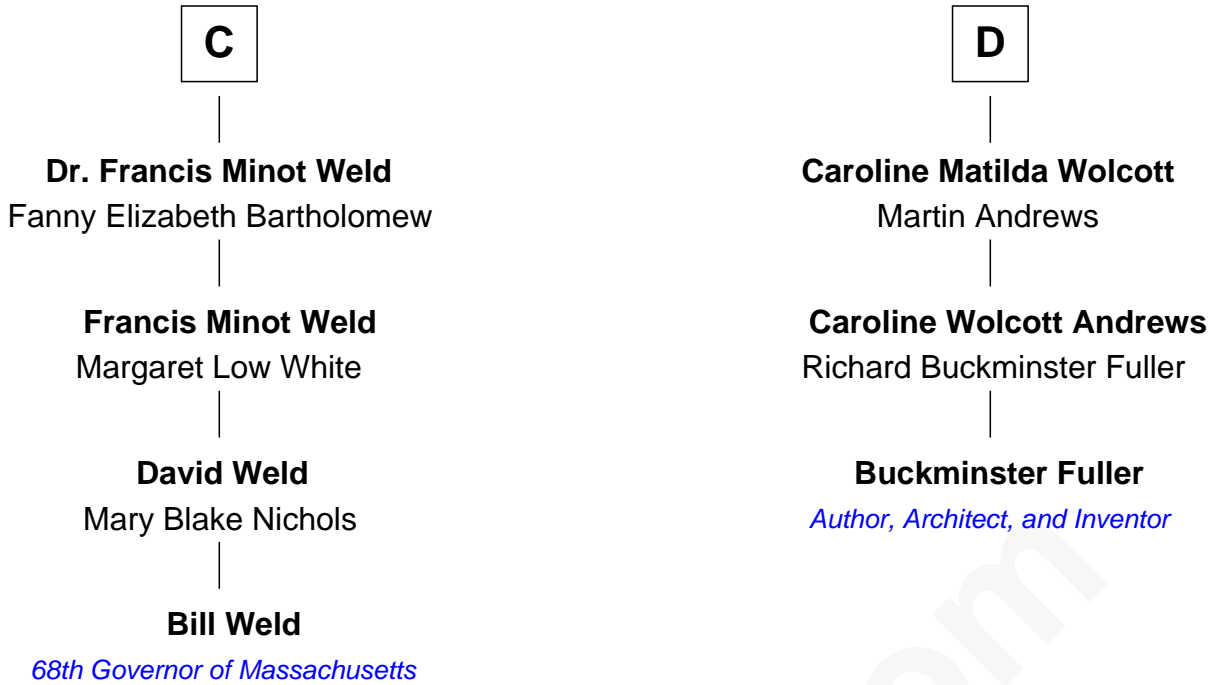 C
Dr. Francis Minot Weld
Fanny Elizabeth Bartholomew
Francis Minot Weld
Margaret Low White
David Weld
Mary Blake Nichols
Bill Weld
68th Governor of Massachusetts
D
Caroline Matilda Wolcott
Martin Andrews
Caroline Wolcott Andrews
Richard Buckminster Fuller
Buckminster Fuller
Author, Architect, and Inventor
om